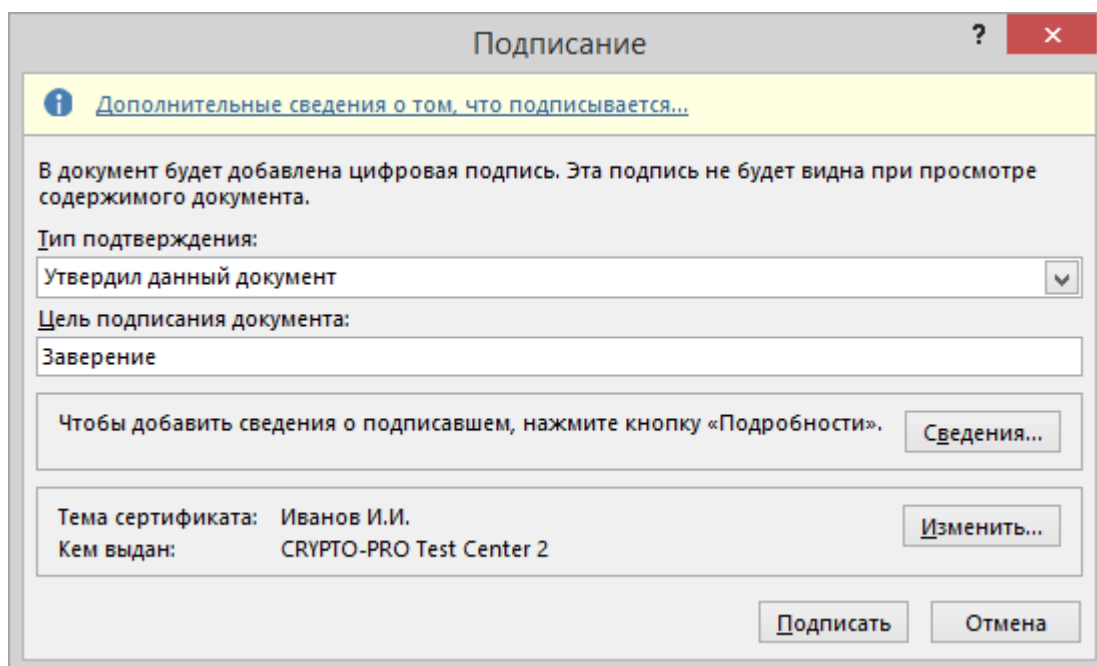 Подписание
?
Дополнительные сведения о том, что подписывается...
В документ будет добавлена цифровая подпись. Эта подпись не будет видна при просмотре
содержимого документа.
Тип подтверждения:
Утвердил данный документ
Цель подписания документа:
Заверение
Чтобы добавить сведения о подписавшем, нажмите кнопку «Подробности».
Сведения...
Тема сертификата: Иванов И.И.
Кем выдан: CRYPTO-PRO Test Center 2
Изменить...
Подписать Отмена